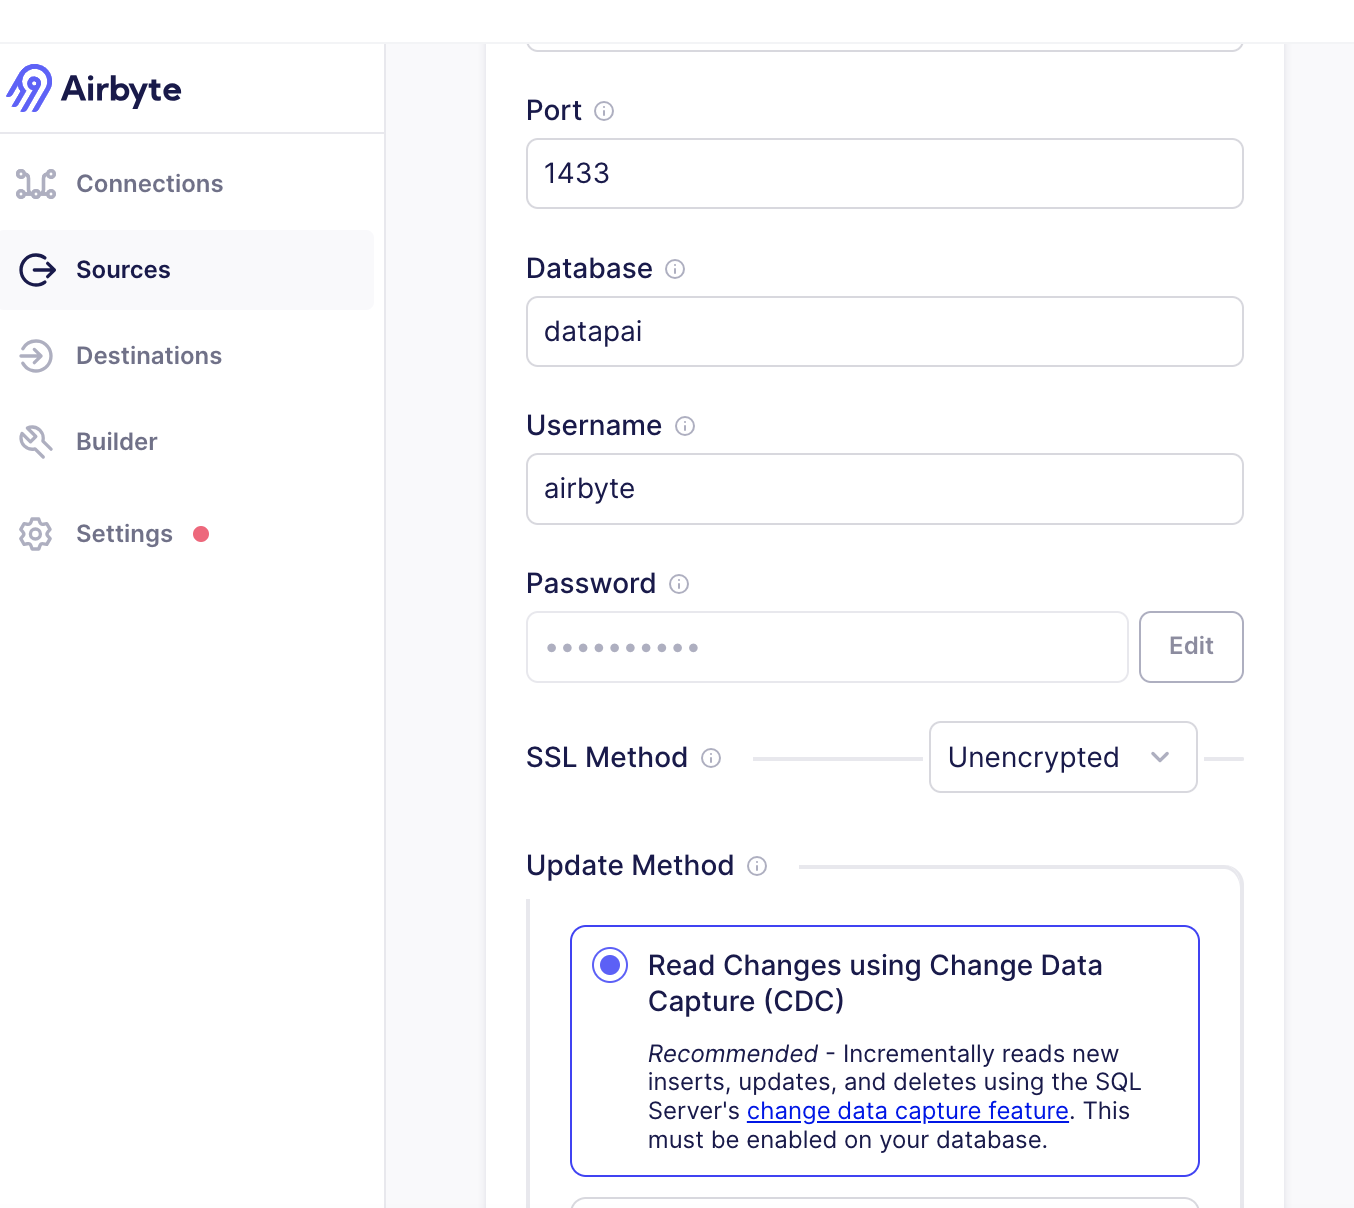 Airbyte
Connections
Sources
Destinations
Builder
Settings
Port
1433
Database
datapai
Username
airbyte
Password
••••••••••
Edit
SSL Method
Unencrypted
Update Method
Read Changes using Change Data
Capture (CDC)
Recommended - Incrementally reads new
inserts, updates, and deletes using the SQL
Server's change data capture feature. This
must be enabled on your database.